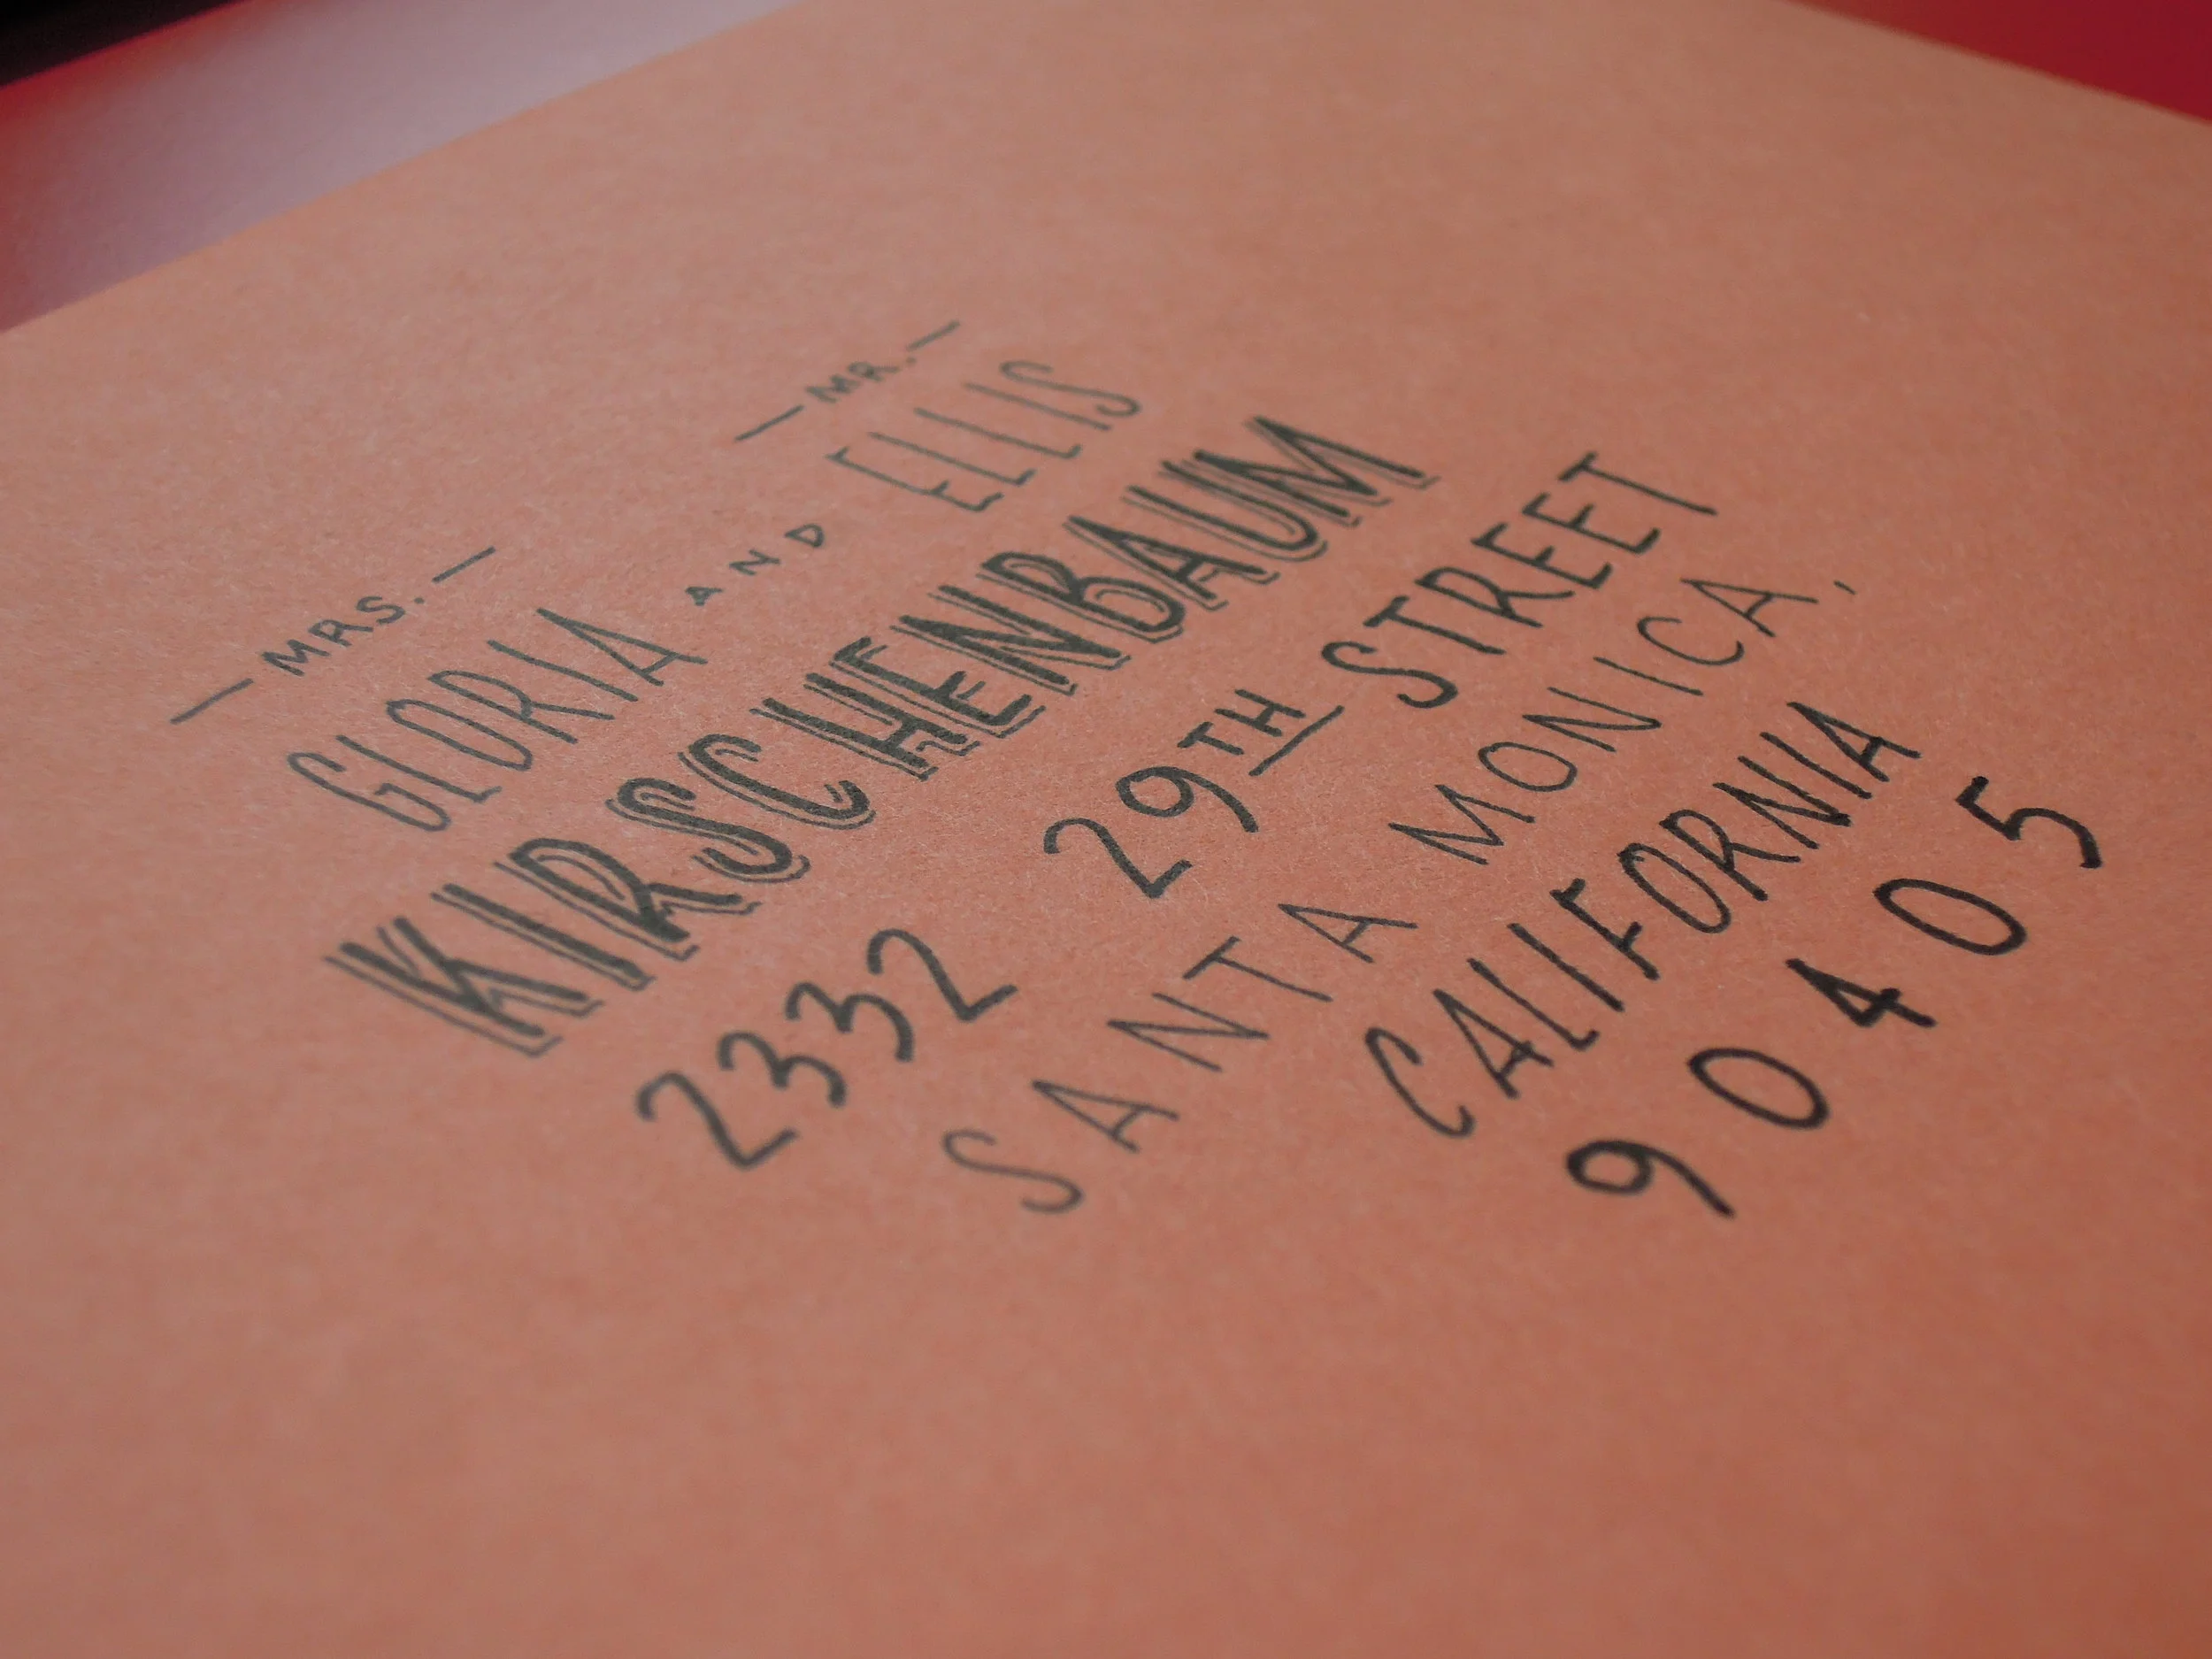 —MRS.— —MR.—
GLORIA AND ELLIS
KIRSCHENBAUM
2332 29TH STREET
SANTA MONICA,
CALIFORNIA
90405